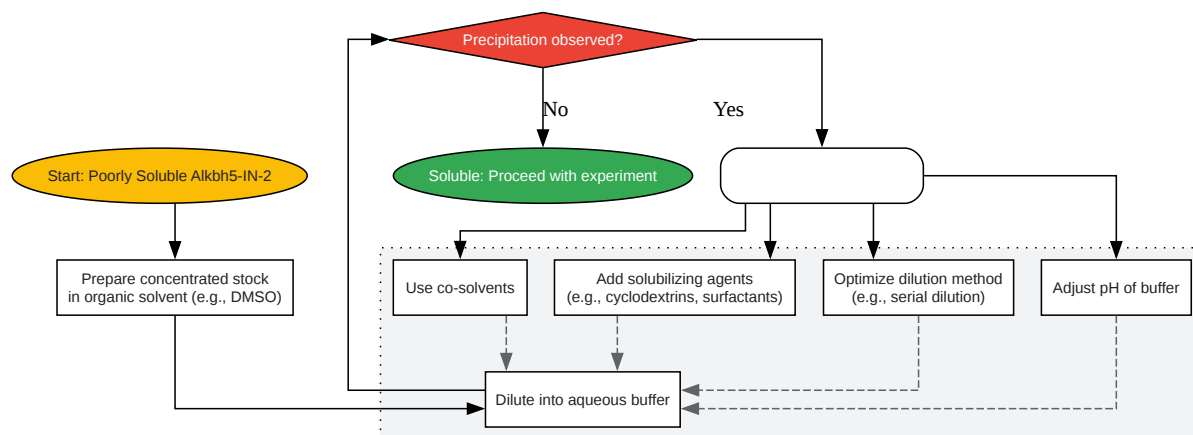 Precipitation observed?
No
Yes
Start: Poorly Soluble Alkbh5-IN-2
Soluble: Proceed with experiment
Prepare concentrated stock
in organic solvent (e.g., DMSO)
Use co-solvents
Add solubilizing agents
(e.g., cyclodextrins, surfactants)
Optimize dilution method
(e.g., serial dilution)
Adjust pH of buffer
Dilute into aqueous buffer